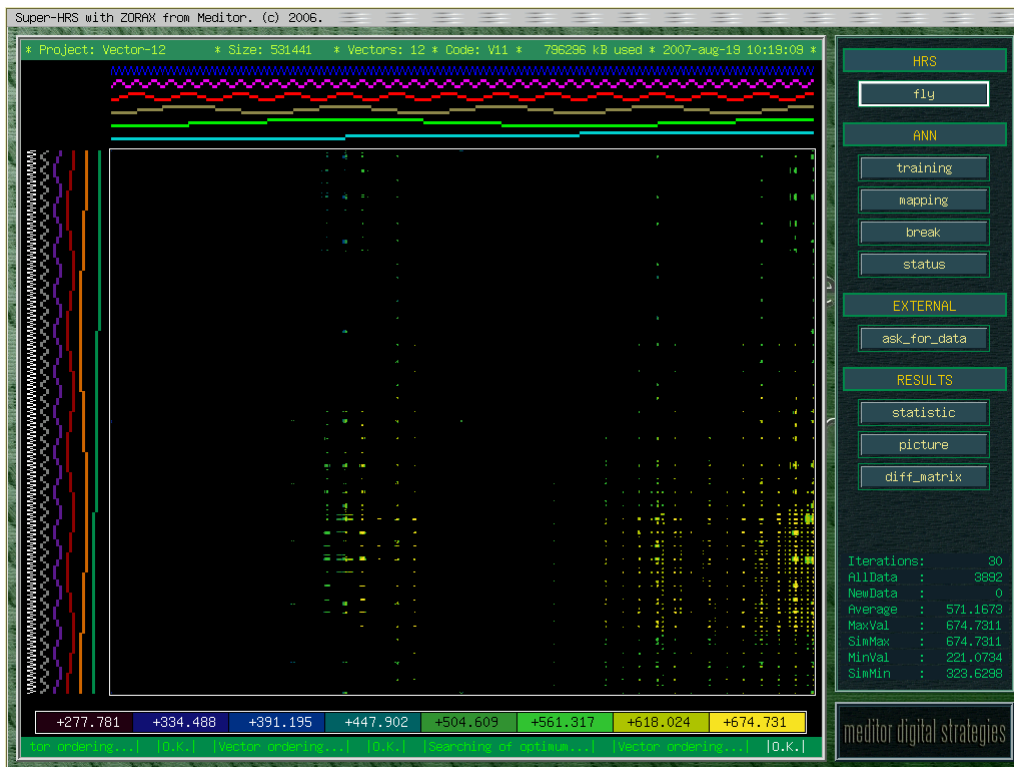 Super-HRS with ZORAX from Meditor. (c) 2006.
* Project: Vector-12 * Size: 531441 * Vectors: 12 * Code: V11 * 796296 kB used * 2007-aug-19 10:19:09 *
HRS
fly
ANN
training
mapping
break
status
EXTERNAL
ask_for_data
RESULTS
statistic
picture
diff_matrix
Iterations: 30
AllData : 3892
NewData : 0
Average : 571.1673
MaxVal : 674.7311
SimMax : 674.7311
MinVal : 221.0734
SimMin : 323.6298
+277.781 +334.488 +391.195 +447.902 +504.609 +561.317 +618.024 +674.731
tor ordering...| |O.K.| |Vector ordering...| |O.K.| |Searching of optimum...| |Vector ordering...| |O.K.|
meditor digital strategies